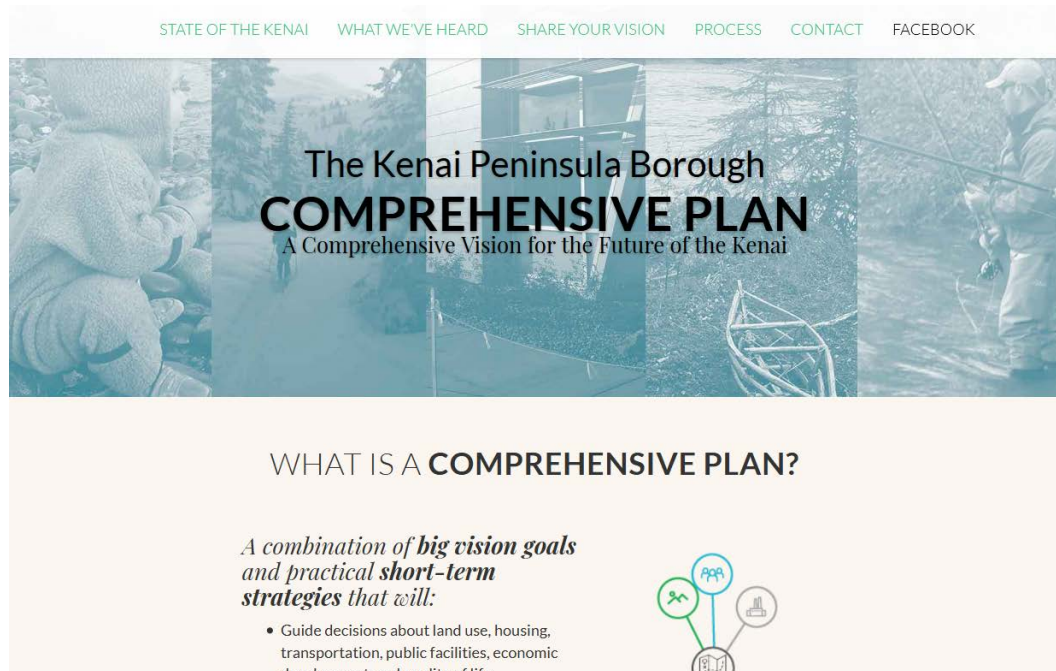 STATE OF THE KENAI WHAT WE'VE HEARD SHARE YOUR VISION PROCESS CONTACT FACEBOOK
The Kenai Peninsula Borough
COMPREHENSIVE PLAN
A Comprehensive Vision for the Future of the Kenai
WHAT IS A COMPREHENSIVE PLAN?
A combination of big vision goals
and practical short-term
strategies that will:
• Guide decisions about land use, housing,
transportation, public facilities, economic